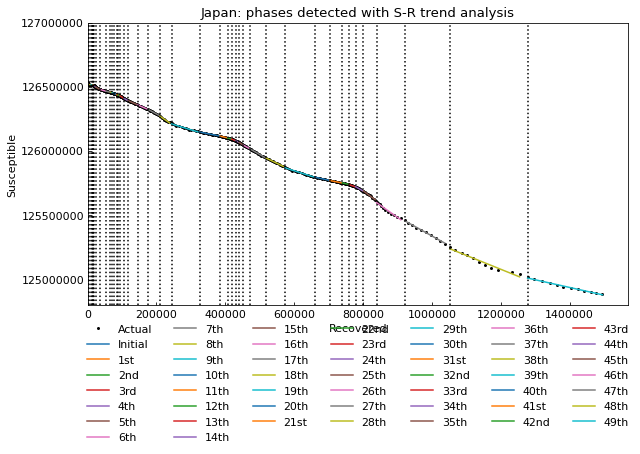 Japan: phases detected with S-R trend analysis
127000000
126500000
126000000
125500000
125000000
Susceptible
0 200000 400000 600000 800000 1000000 1200000 1400000
Recovered
Actual 7th 15th 22nd 29th 36th 43rd
Initial 8th 16th 23rd 30th 37th 44th
1st 9th 17th 24th 31st 38th 45th
2nd 10th 18th 25th 32nd 39th 46th
3rd 11th 19th 26th 33rd 40th 47th
4th 12th 20th 27th 34th 41st 48th
5th 13th 21st 28th 35th 42nd 49th
6th 14th